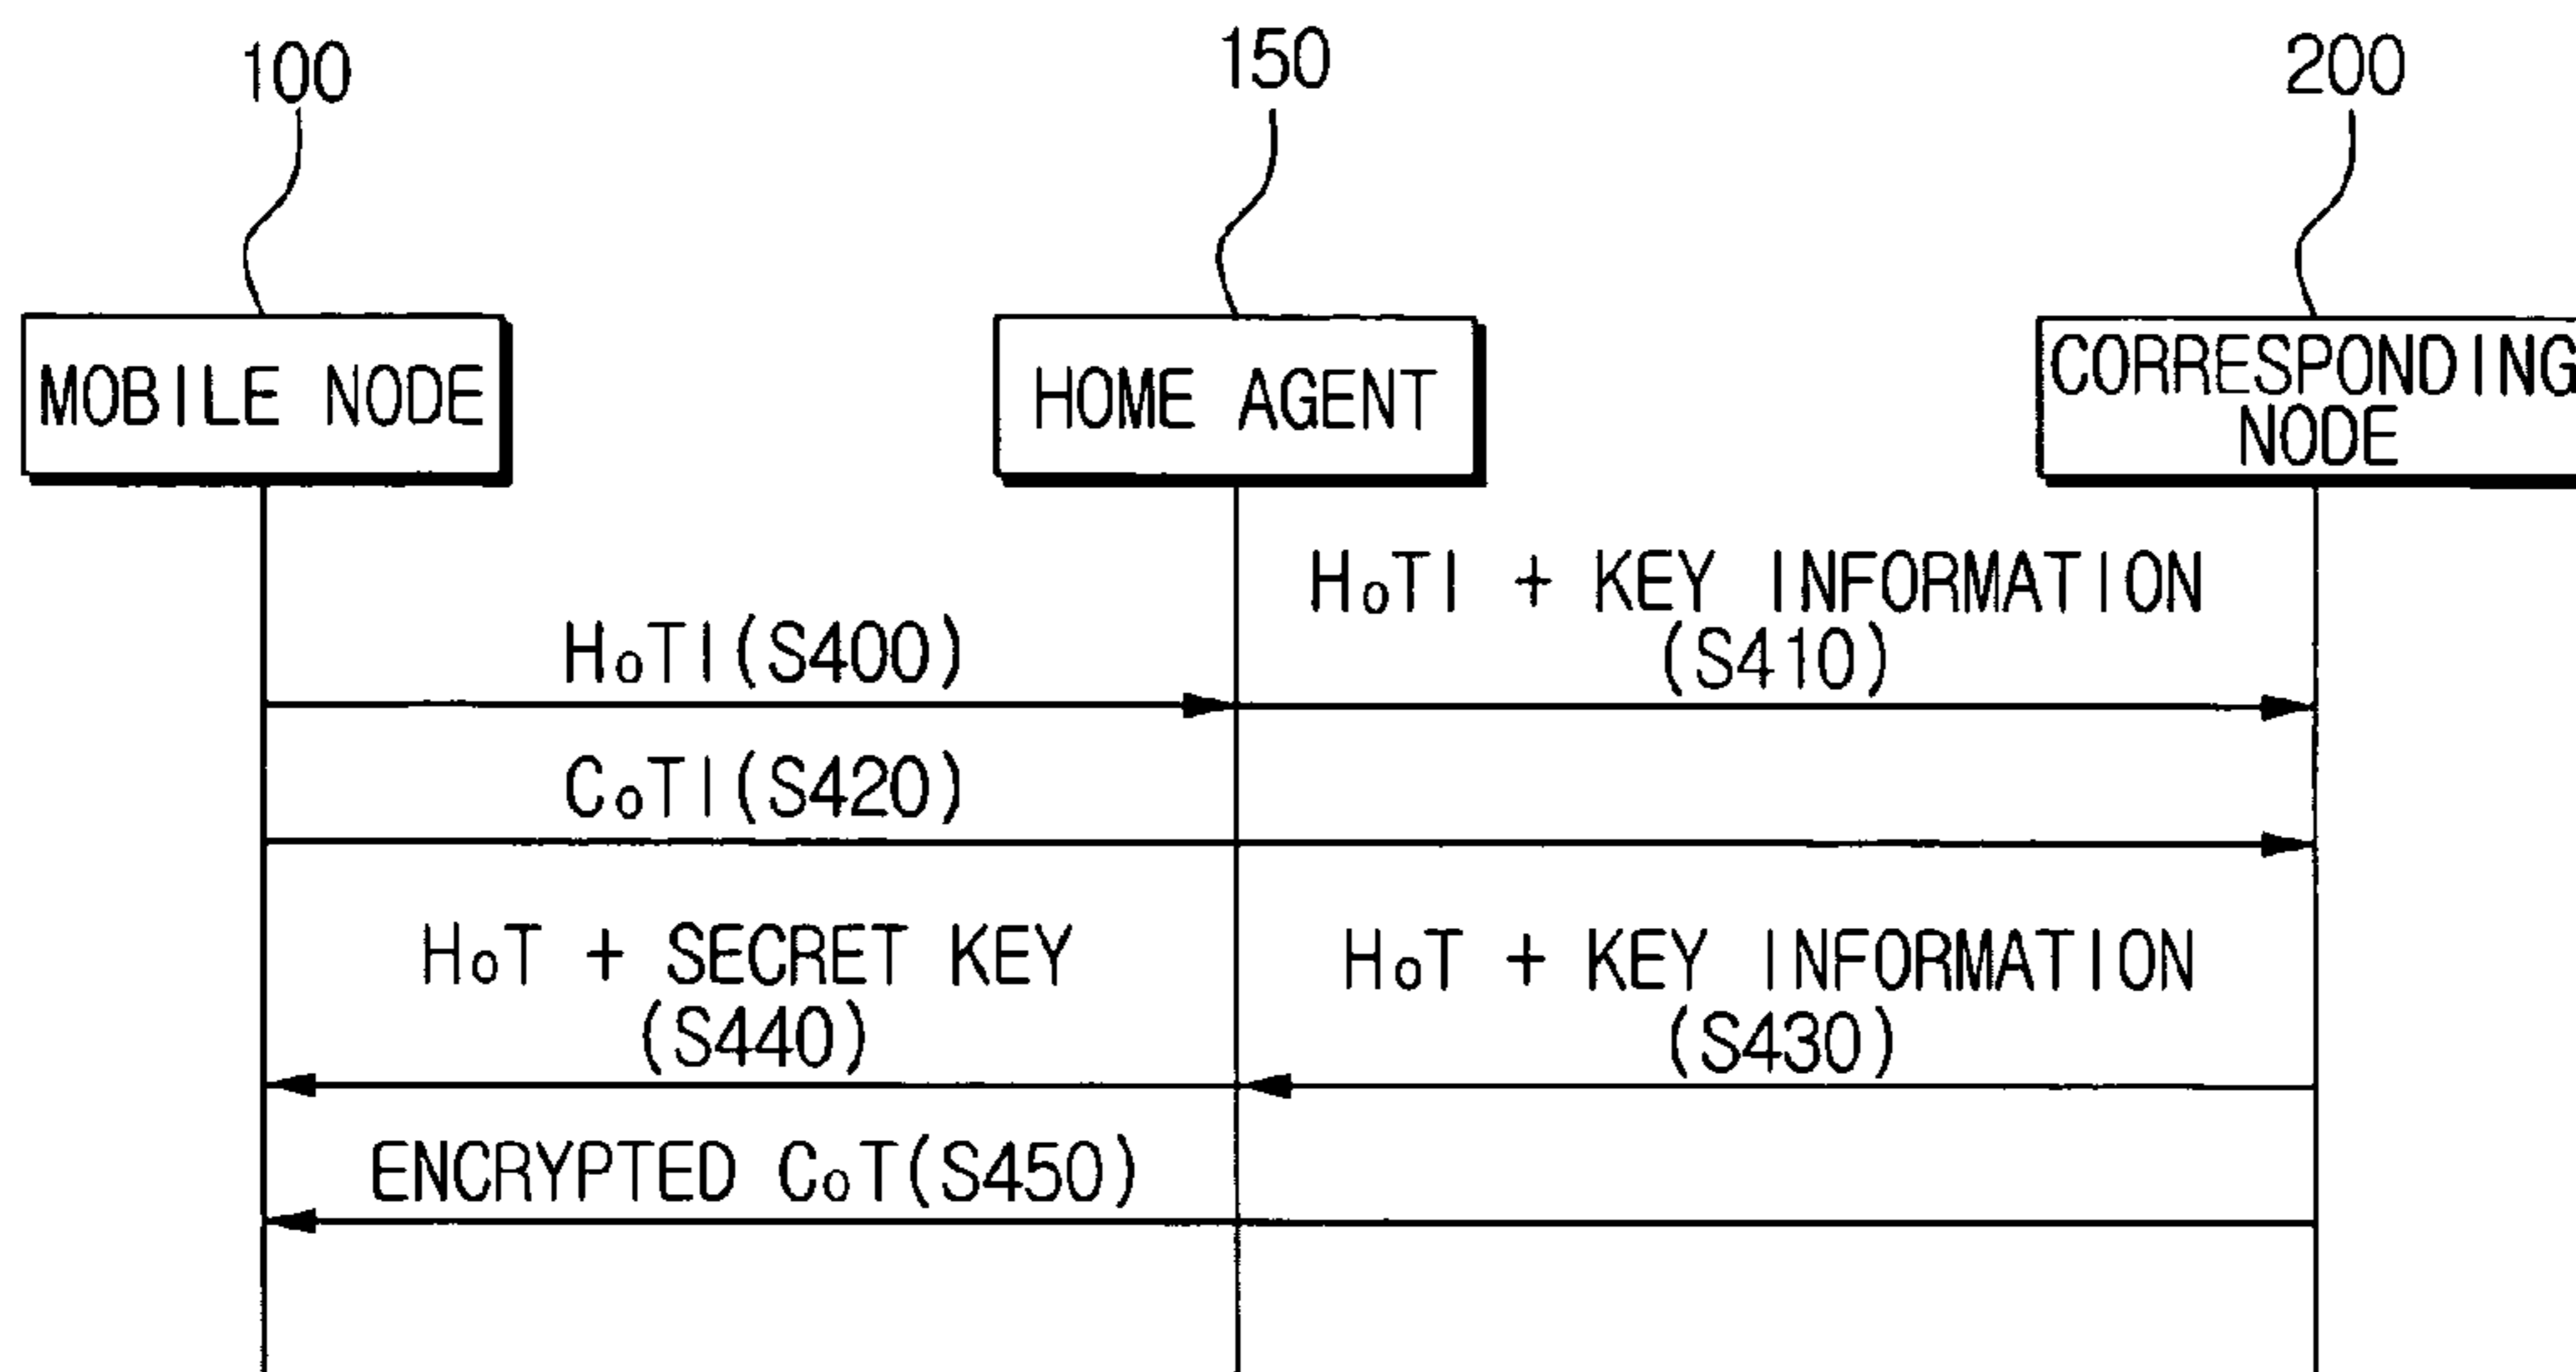 100
150
200
MOBILE NODE
HOME AGENT
CORRESPONDING
NODE
HoTI + KEY INFORMATION
(S410)
HoTI(S400)
CoTI(S420)
HoT + SECRET KEY
(S440)
HoT + KEY INFORMATION
(S430)
ENCRYPTED CoT(S450)